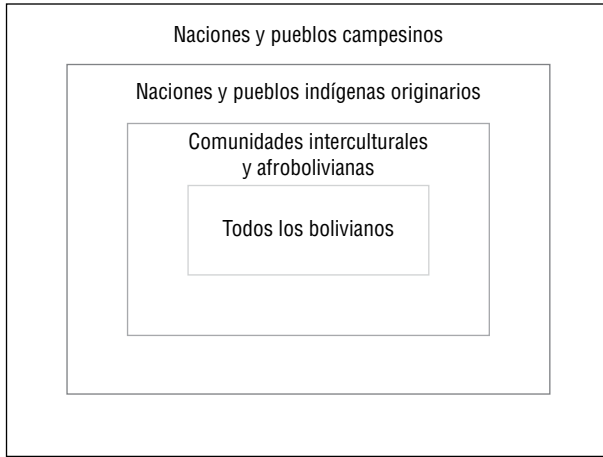 Naciones y pueblos campesinos
Naciones y pueblos indígenas originarios
Comunidades interculturales
y afrobolivianas
Todos los bolivianos